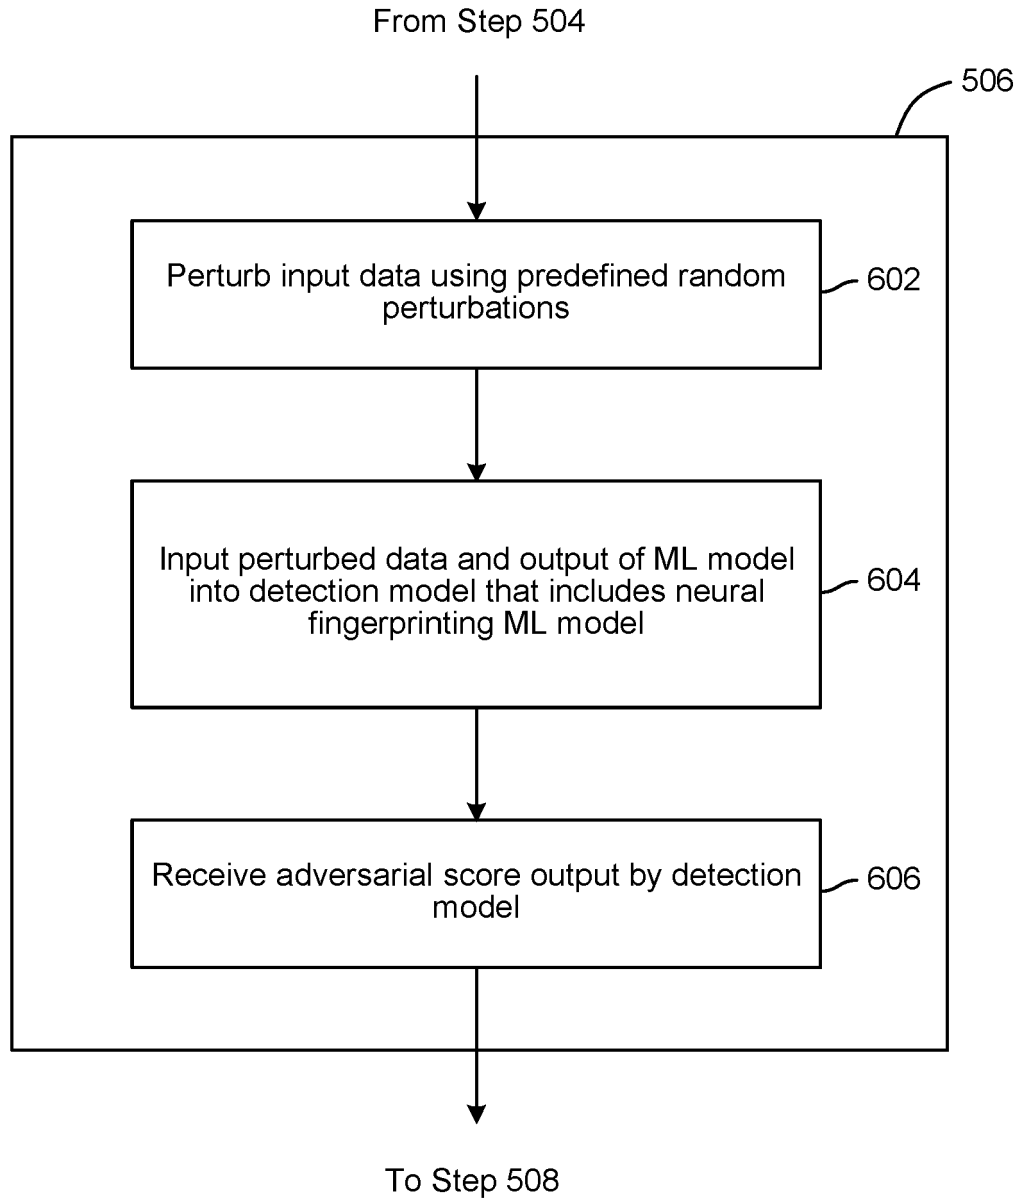 From Step 504
506
Perturb input data using predefined random
perturbations
602
Input perturbed data and output of ML model
into detection model that includes neural
fingerprinting ML model
604
Receive adversarial score output by detection
model
606
To Step 508